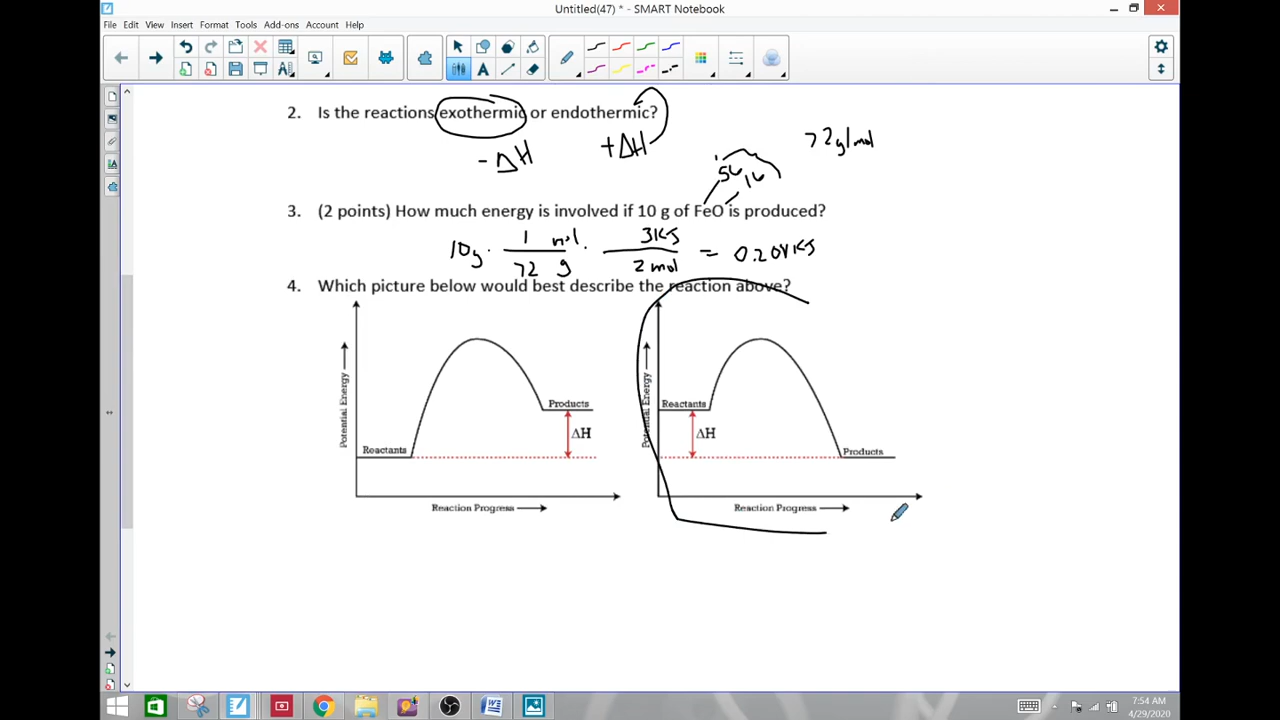 Untitled(47) * - SMART Notebook
File Edit View Insert Format Tools Add-ons Account Help
2. Is the reactions exothermic or endothermic?
-ΔH +ΔH 72g/mol
56 16
3. (2 points) How much energy is involved if 10 g of FeO is produced?
10g · 1 mol / 72 g · 3KJ / 2 mol = 0.208KJ
4. Which picture below would best describe the reaction above?
Potential Energy
Products
ΔH
Reactants
Reaction Progress
Potential Energy
Reactants
ΔH
Products
Reaction Progress
7:54 AM
4/29/2020